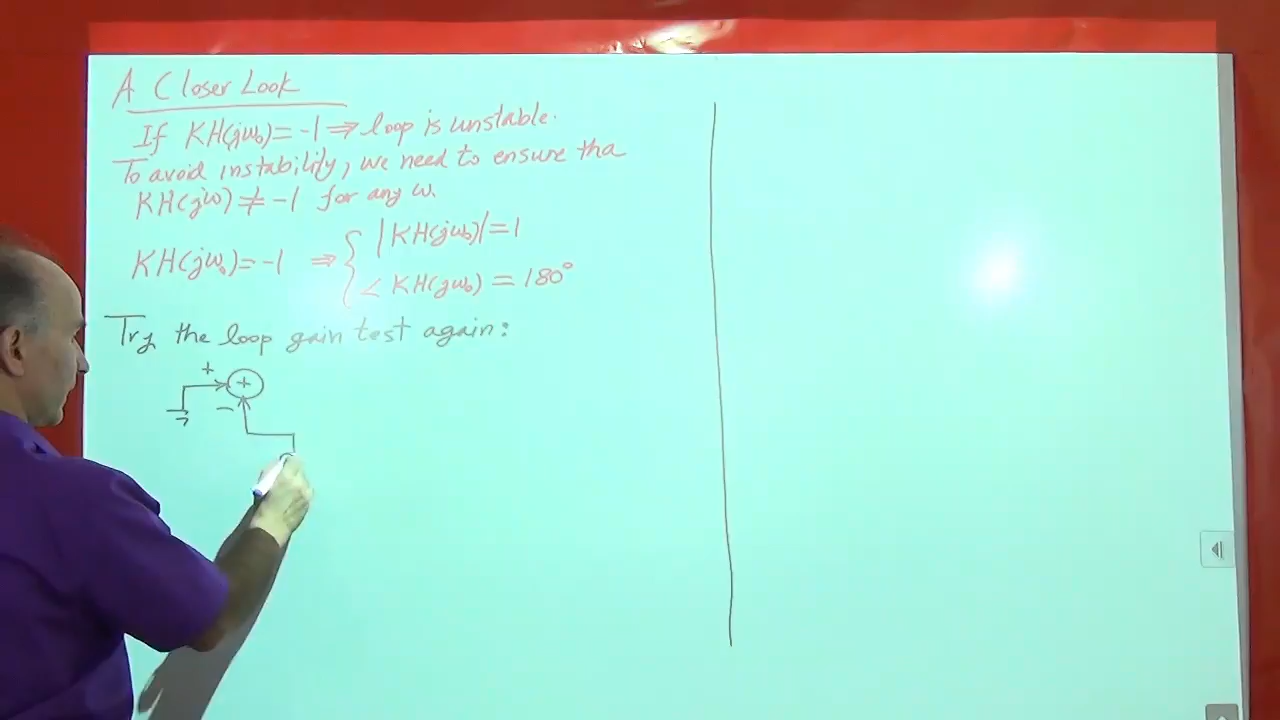 A Closer Look
If KH(jω₀) = -1 ⇒ loop is unstable.
To avoid instability, we need to ensure tha
KH(jω) ≠ -1 for any ω.
KH(jω₀) = -1 ⇒ { |KH(jω₀)| = 1
∠ KH(jω₀) = 180°
Try the loop gain test again:
+
+
-